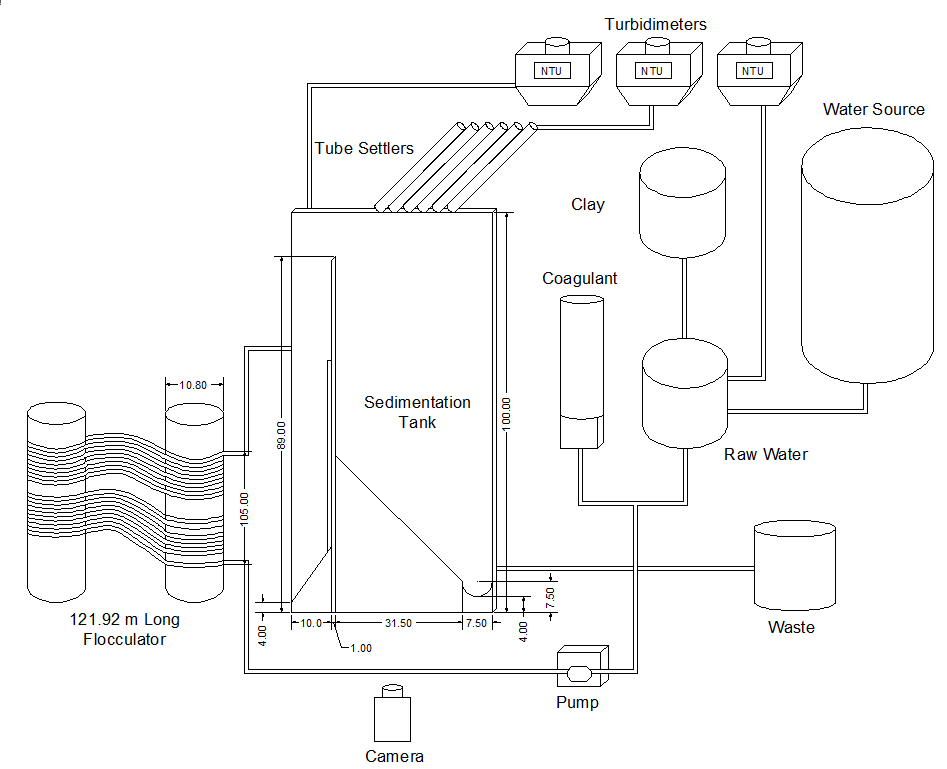 Turbidimeters
NTU
NTU
NTU
Water Source
Tube Settlers
Clay
Coagulant
10.80
Sedimentation
Tank
89.00
100.00
Raw Water
105.00
121.92 m Long
Flocculator
4.00
10.0
1.00
31.50
7.50
4.00
7.50
Waste
Pump
Camera